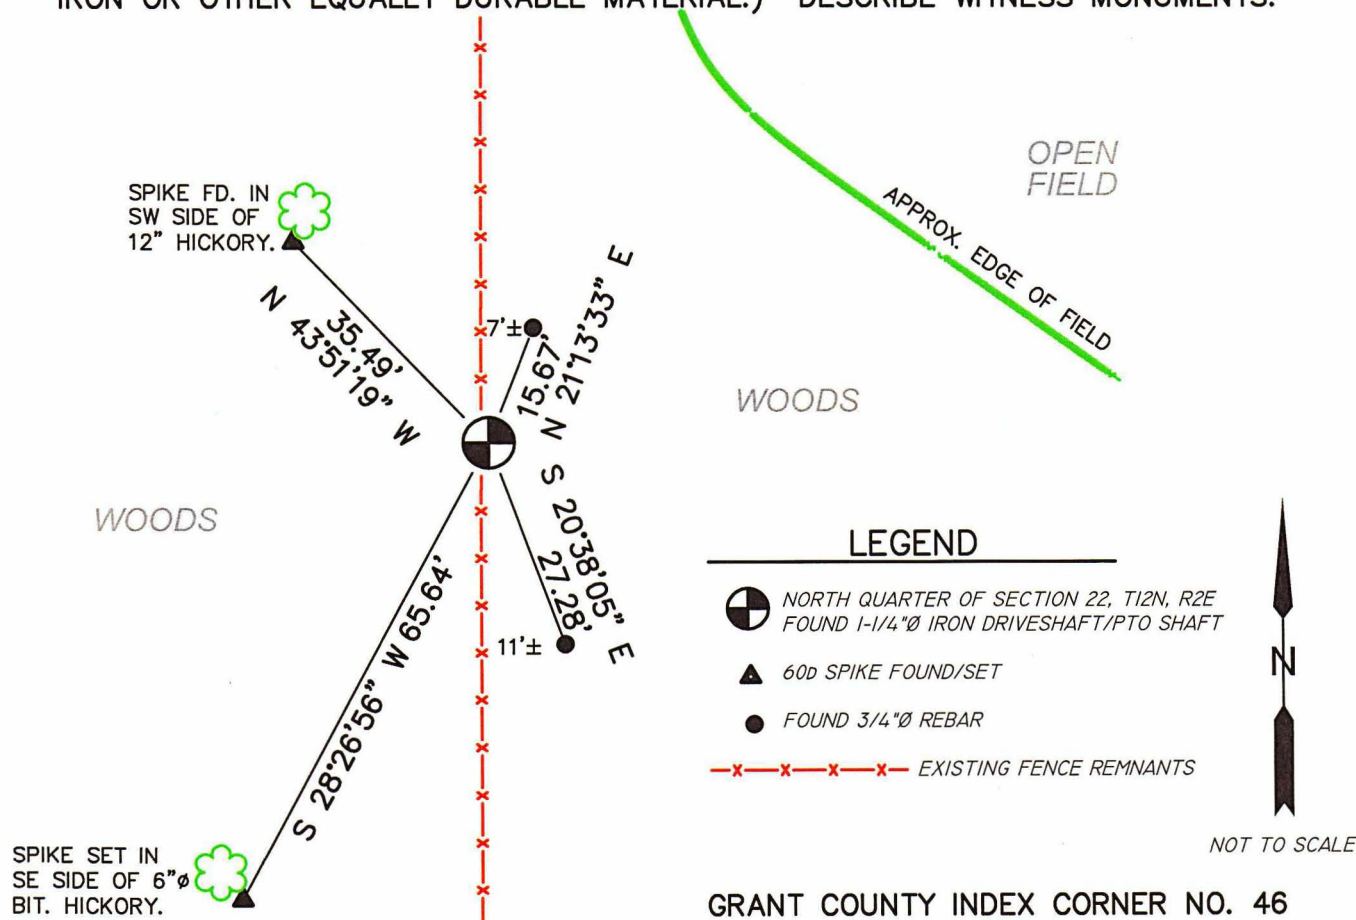 IRON OR OTHER EQUALLY DURABLE MATERIAL.) DESCRIBE WITNESS MONUMENTS.
OPEN
FIELD
SPIKE FD. IN
SW SIDE OF
12" HICKORY.
APPROX. EDGE OF FIELD
35.49'
N 43°51'19" W
7'±
15.67'
N 21°13'33" E
WOODS
WOODS
S 20°38'05" E
27.28'
11'±
S 28°26'56" W 65.64'
LEGEND
NORTH QUARTER OF SECTION 22, T12N, R2E
FOUND 1-1/4"Ø IRON DRIVESHAFT/PTO SHAFT
60D SPIKE FOUND/SET
FOUND 3/4"Ø REBAR
X X X X EXISTING FENCE REMNANTS
N
NOT TO SCALE
SPIKE SET IN
SE SIDE OF 6"ø
BIT. HICKORY.
GRANT COUNTY INDEX CORNER NO. 46